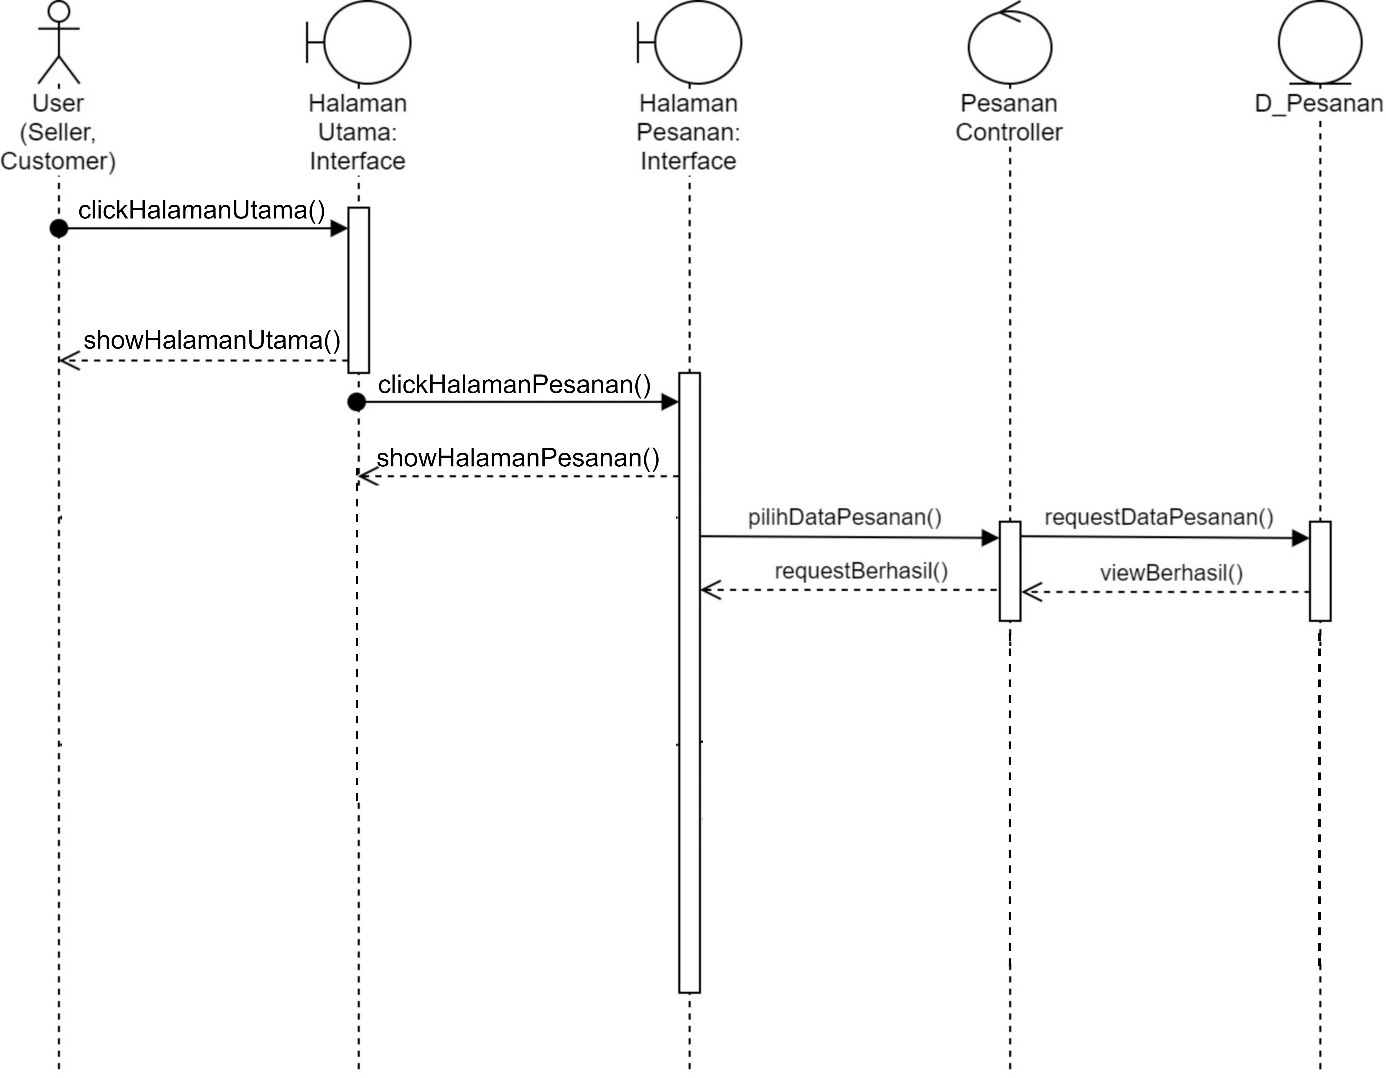 User
(Seller,
Customer)
Halaman
Utama:
Interface
Halaman
Pesanan:
Interface
Pesanan
Controller
D_Pesanan
clickHalamanUtama()
showHalamanUtama()
clickHalamanPesanan()
showHalamanPesanan()
pilihDataPesanan()
requestDataPesanan()
requestBerhasil()
viewBerhasil()